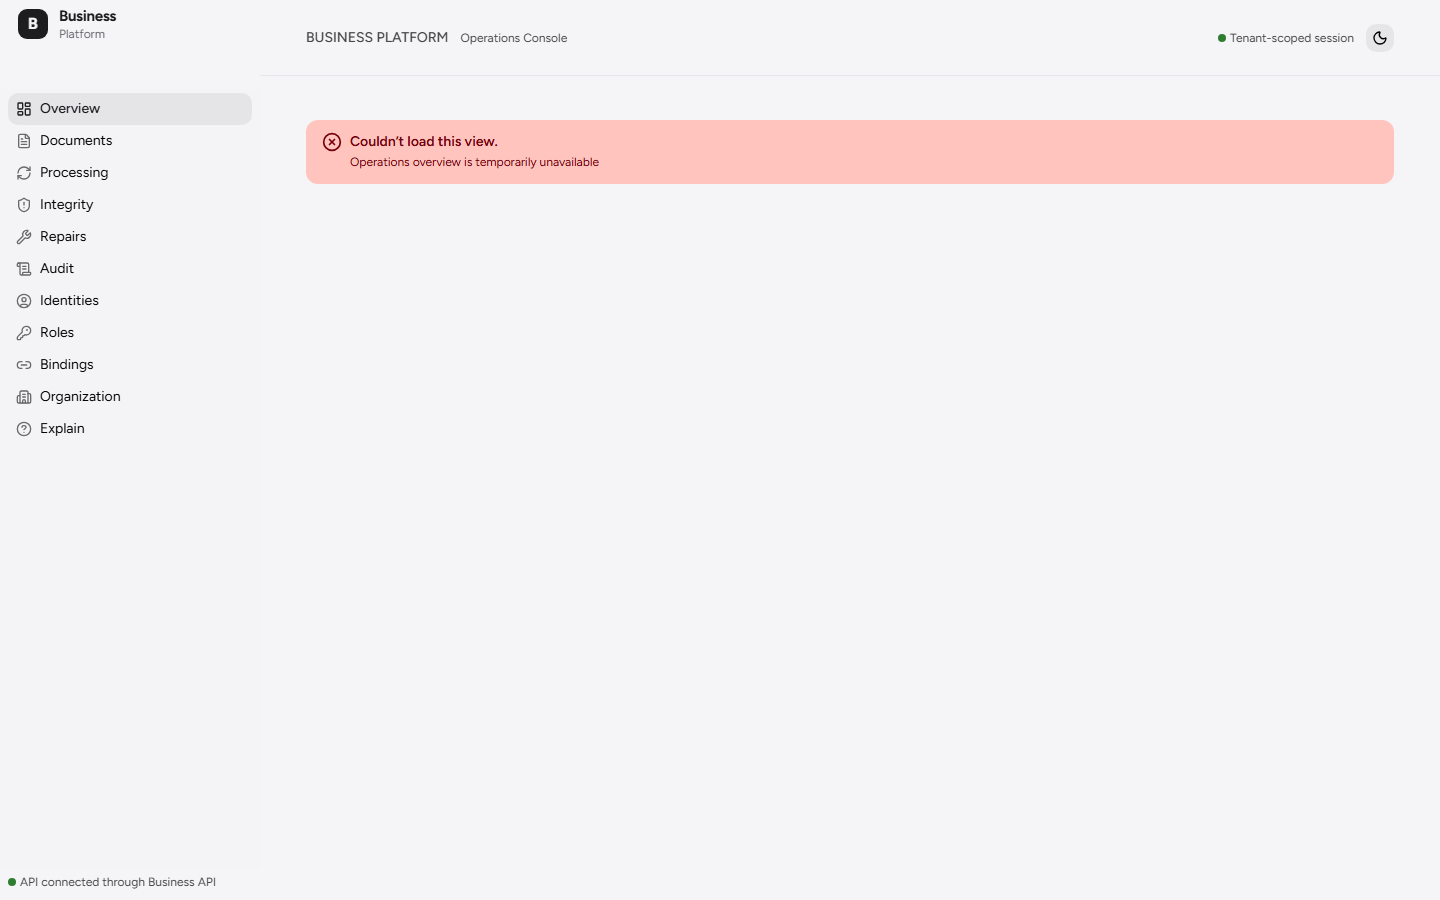 B
Business
Platform
BUSINESS PLATFORM Operations Console
Tenant-scoped session
Overview
Documents
Processing
Integrity
Repairs
Audit
Identities
Roles
Bindings
Organization
Explain
Couldn’t load this view.
Operations overview is temporarily unavailable
API connected through Business API